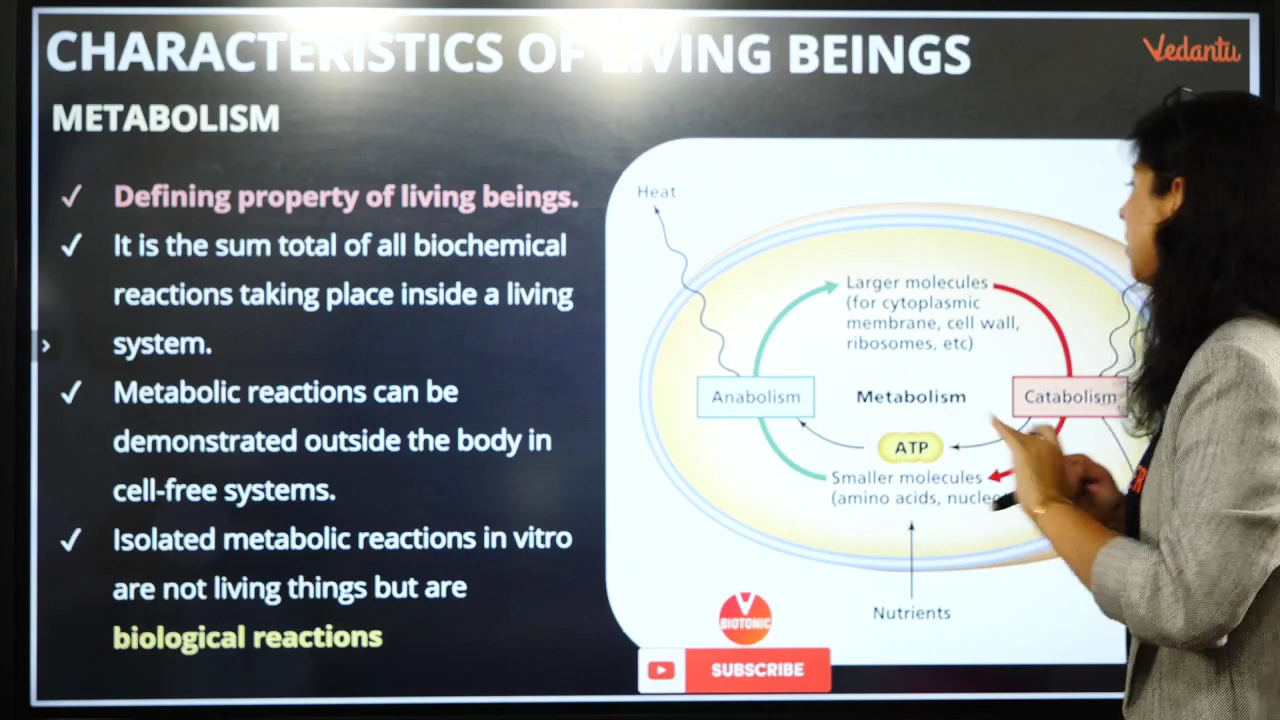 CHARACTERISTICS OF LIVING BEINGS
Vedantu
METABOLISM
✓ Defining property of living beings.
✓ It is the sum total of all biochemical
reactions taking place inside a living
system.
✓ Metabolic reactions can be
demonstrated outside the body in
cell-free systems.
✓ Isolated metabolic reactions in vitro
are not living things but are
biological reactions
Heat
Larger molecules
(for cytoplasmic
membrane, cell wall,
ribosomes, etc)
Anabolism
Metabolism
Catabolism
ATP
Smaller molecules
(amino acids,
Nutrients
V
BIOTONIC
SUBSCRIBE